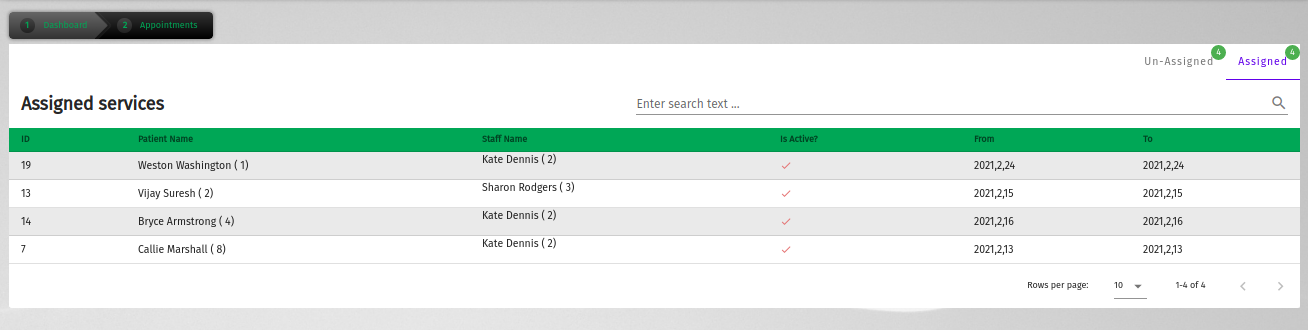 1 Dashboard 2 Appointments
Un-Assigned 4 Assigned 4
Assigned services
Enter search text ...
ID Patient Name Staff Name Is Active? From To
19 Weston Washington ( 1) Kate Dennis ( 2) 2021,2,24 2021,2,24
13 Vijay Suresh ( 2) Sharon Rodgers ( 3) 2021,2,15 2021,2,15
14 Bryce Armstrong ( 4) Kate Dennis ( 2) 2021,2,16 2021,2,16
7 Callie Marshall ( 8) Kate Dennis ( 2) 2021,2,13 2021,2,13
Rows per page: 10 1-4 of 4